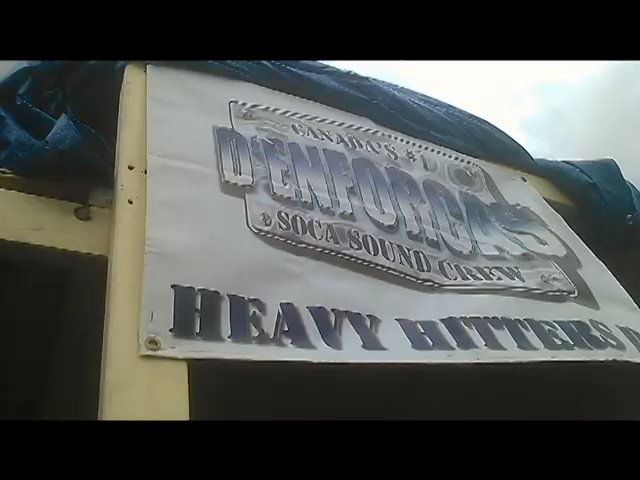 CANADA'S #1
D'ENFORCAS
SOCA SOUND CREW
HEAVY HITTERS